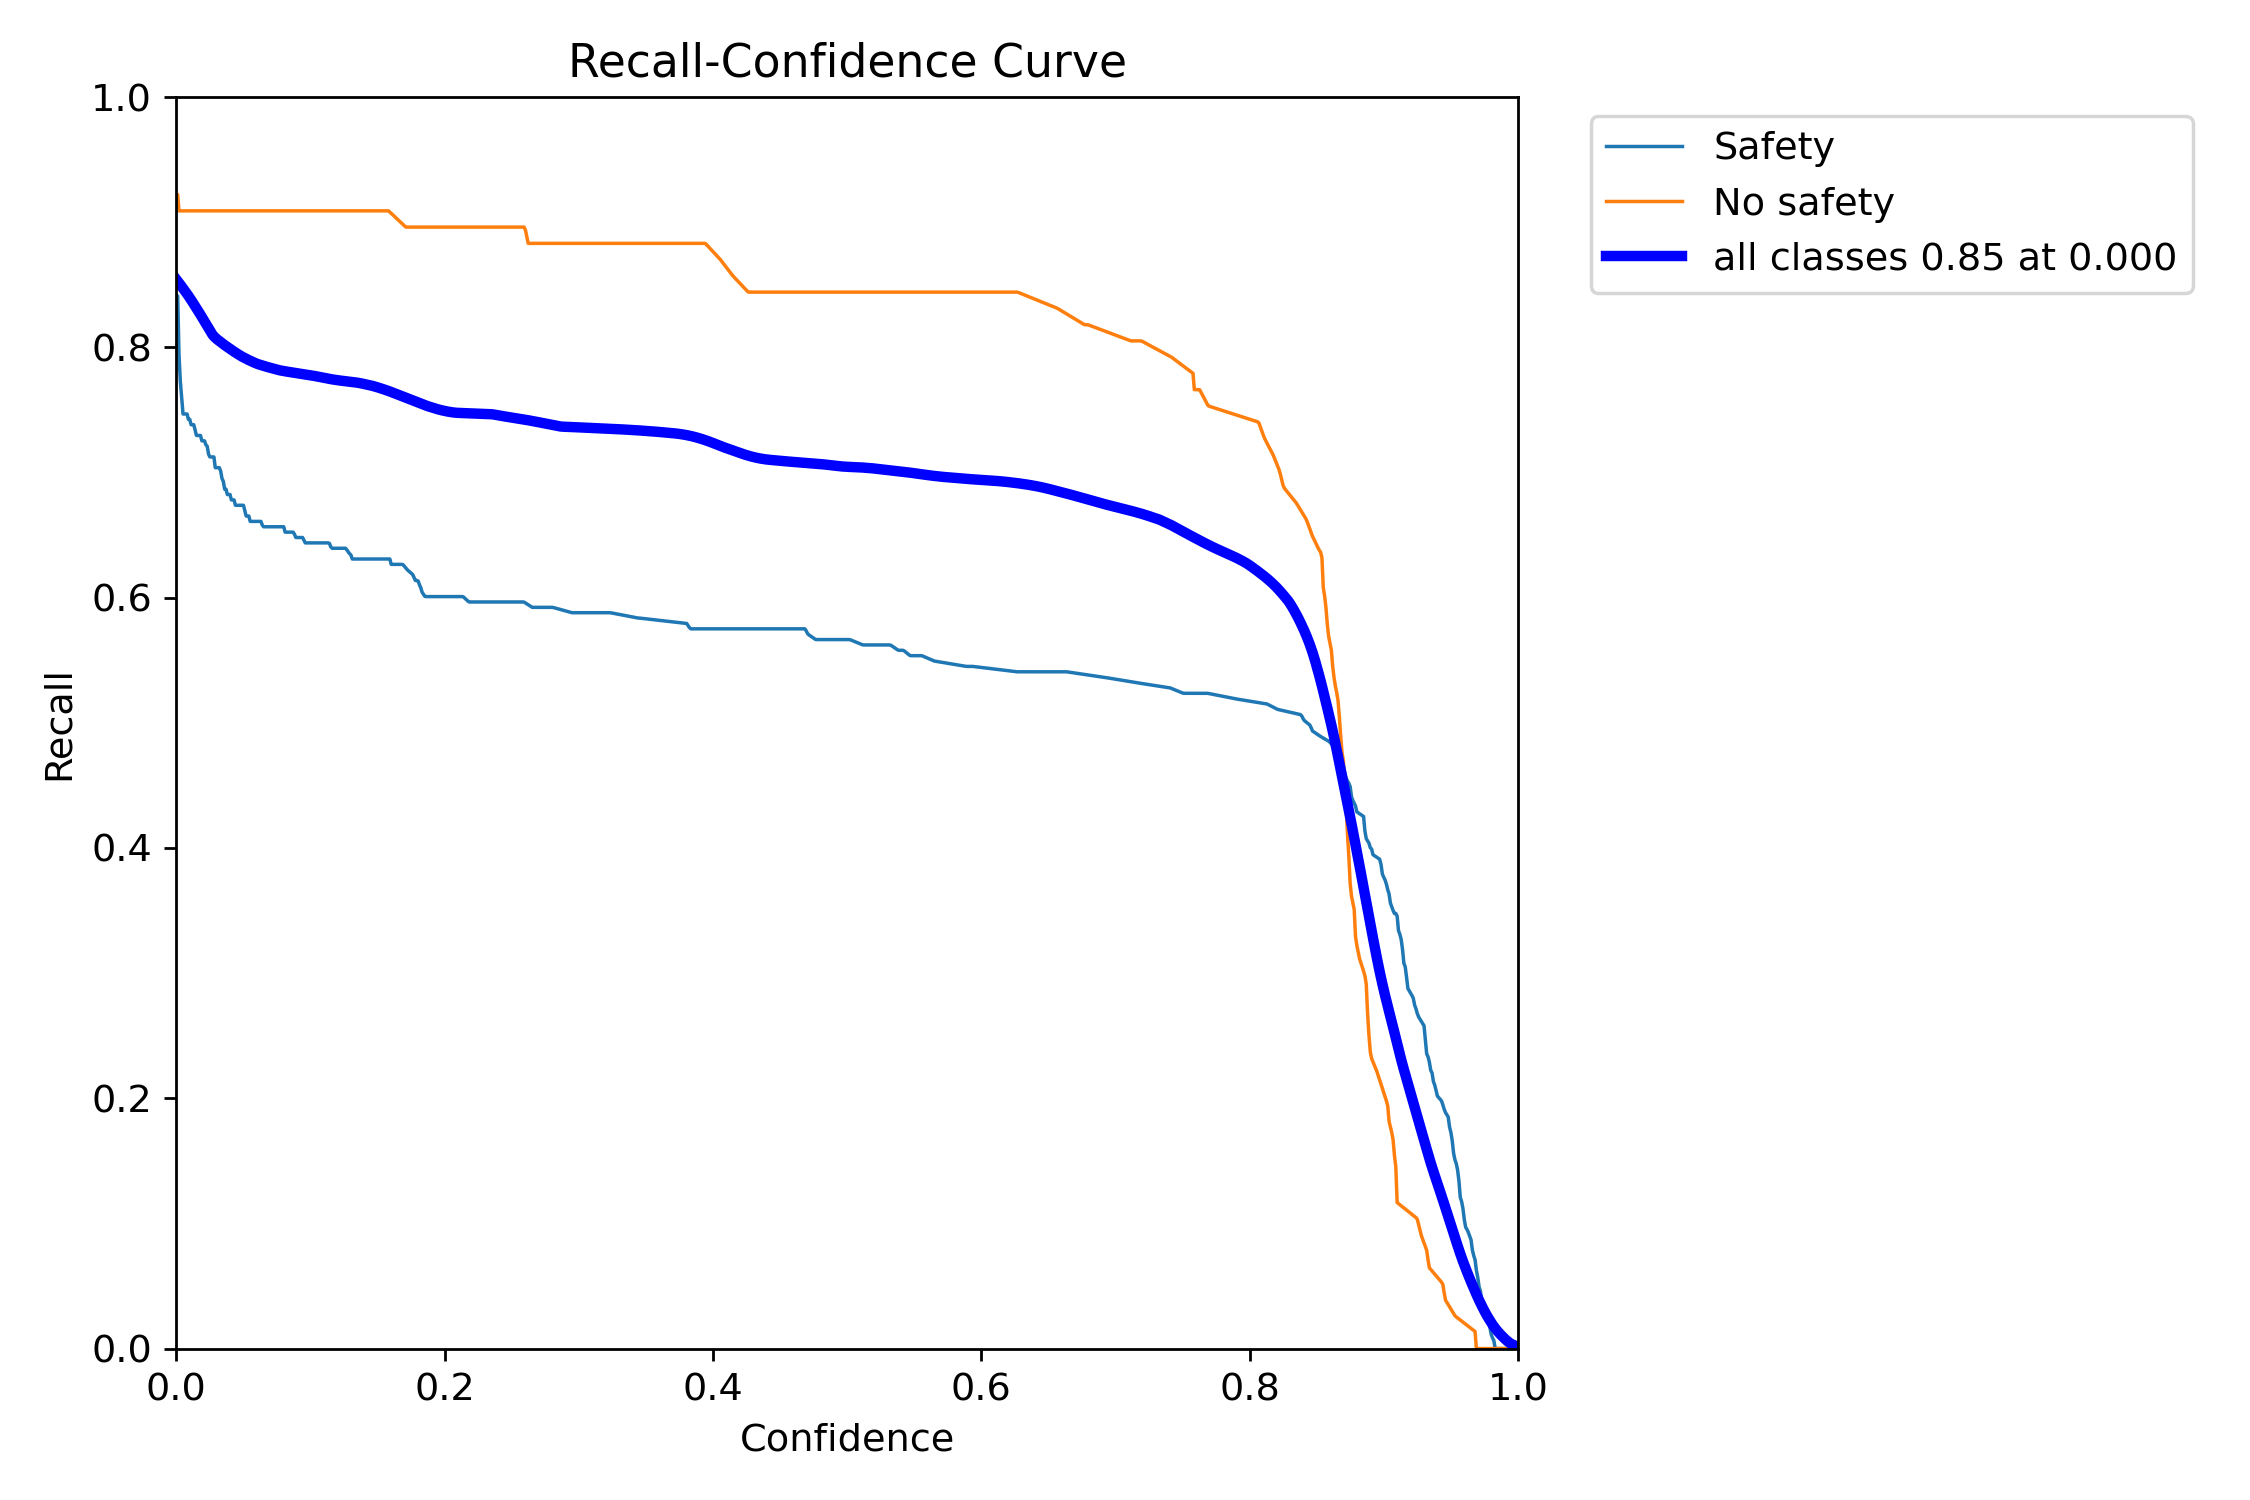 Recall-Confidence Curve
1.0
0.8
0.6
0.4
0.2
0.0
Recall
0.0 0.2 0.4 0.6 0.8 1.0
Confidence
Safety
No safety
all classes 0.85 at 0.000